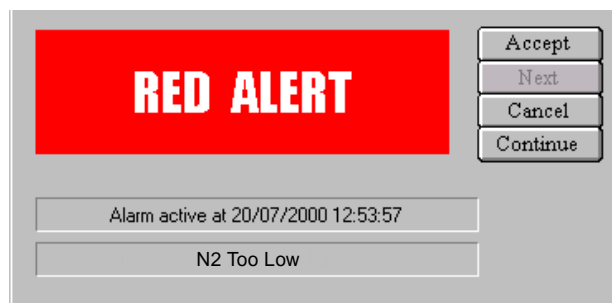 RED ALERT
Accept
Next
Cancel
Continue
Alarm active at 20/07/2000 12:53:57
N2 Too Low